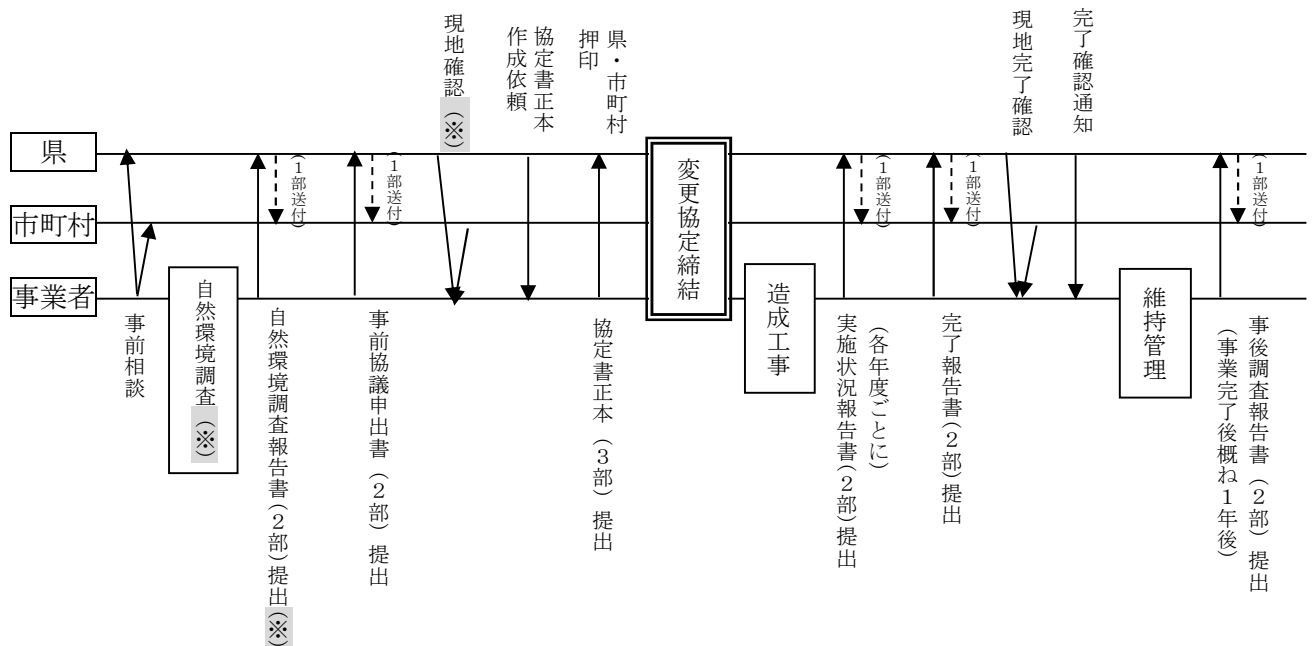 現地確認(※)
協定書正本
作成依頼
県・市町村
押印
現地完了確認
完了確認通知
県
市町村
事業者
(1部送付)
(1部送付)
(1部送付)
(1部送付)
(1部送付)
事前相談
自然環境調査(※)
自然環境調査報告書(2部)提出(※)
事前協議申出書(2部)提出
協定書正本(3部)提出
変更協定締結
造成工事
(各年度ごとに)
実施状況報告書(2部)提出
完了報告書(2部)提出
維持管理
事後調査報告書(2部)提出
(事業完了後概ね1年後)